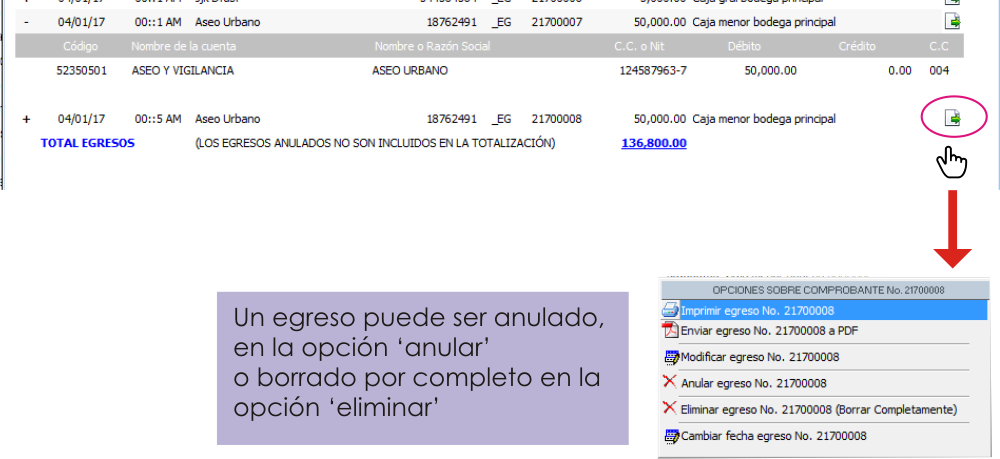 - 04/01/17 00::1 AM Aseo Urbano 18762491 _EG 21700007 50,000.00 Caja menor bodega principal
Código Nombre de la cuenta Nombre o Razón Social C.C. o Nit Débito Crédito C.C
52350501 ASEO Y VIGILANCIA ASEO URBANO 124587963-7 50,000.00 0.00 004
+ 04/01/17 00::5 AM Aseo Urbano 18762491 _EG 21700008 50,000.00 Caja menor bodega principal
TOTAL EGRESOS (LOS EGRESOS ANULADOS NO SON INCLUIDOS EN LA TOTALIZACIÓN) 136,800.00
OPCIONES SOBRE COMPROBANTE No. 21700008
Imprimir egreso No. 21700008
Enviar egreso No. 21700008 a PDF
Modificar egreso No. 21700008
Anular egreso No. 21700008
Eliminar egreso No. 21700008 (Borrar Completamente)
Cambiar fecha egreso No. 21700008
Un egreso puede ser anulado,
en la opción ‘anular’
o borrado por completo en la
opción ‘eliminar’